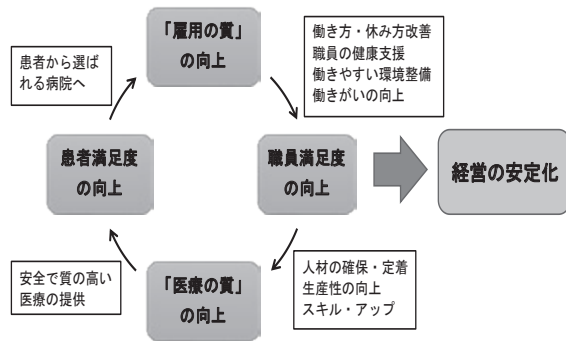 「雇用の質」
の向上
働き方・休み方改善
職員の健康支援
働きやすい環境整備
働きがいの向上
患者から選ば
れる病院へ
患者満足度
の向上
職員満足度
の向上
経営の安定化
安全で質の高い
医療の提供
「医療の質」
の向上
人材の確保・定着
生産性の向上
スキル・アップ